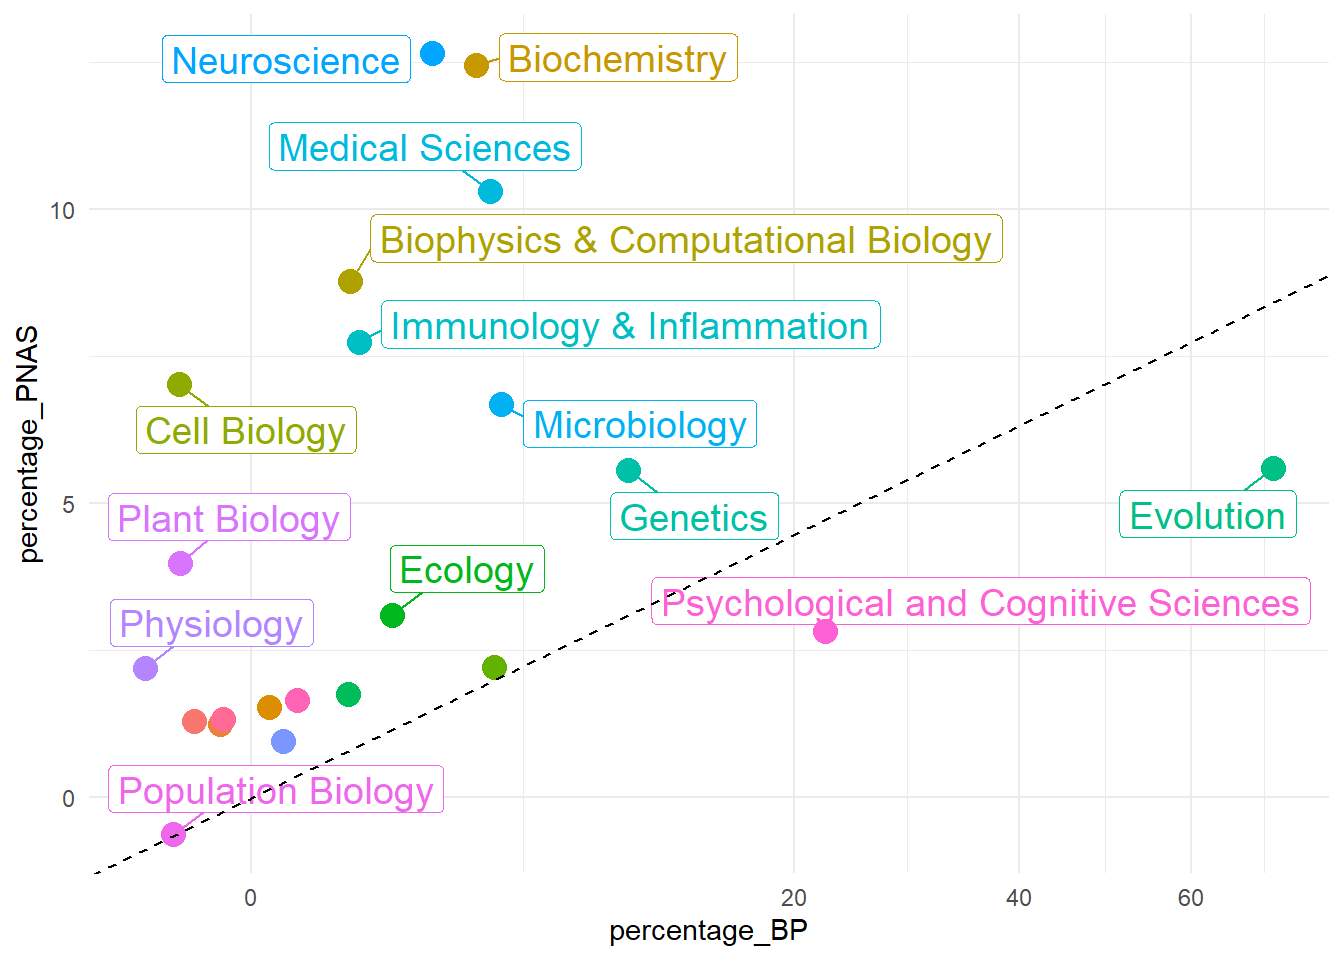 Neuroscience
Biochemistry
Medical Sciences
10
Biophysics & Computational Biology
Immunology & Inflammation
Cell Biology
Microbiology
percentage_PNAS
5
Plant Biology
Genetics
Evolution
Ecology
Psychological and Cognitive Sciences
Physiology
Population Biology
0
0
20
40
60
percentage_BP